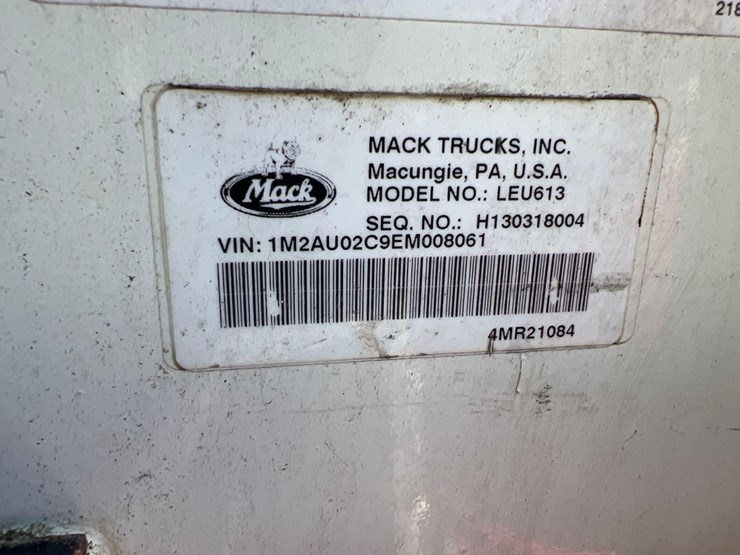 218
Mack
MACK TRUCKS, INC.
Macungie, PA, U.S.A.
MODEL NO.: LEU613
SEQ. NO.: H130318004
VIN: 1M2AU02C9EM008061
4MR21084